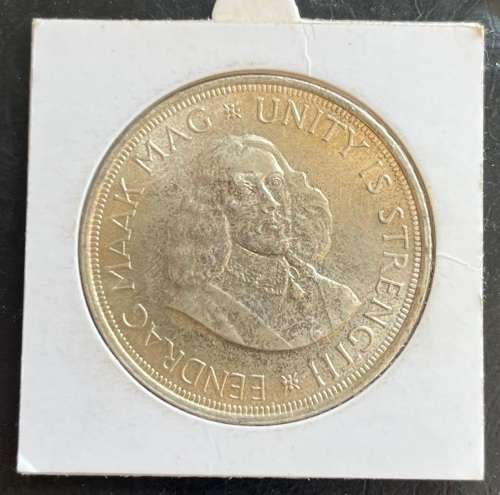 EENDRAG MAAK MAG * UNITY IS STRENGTH *